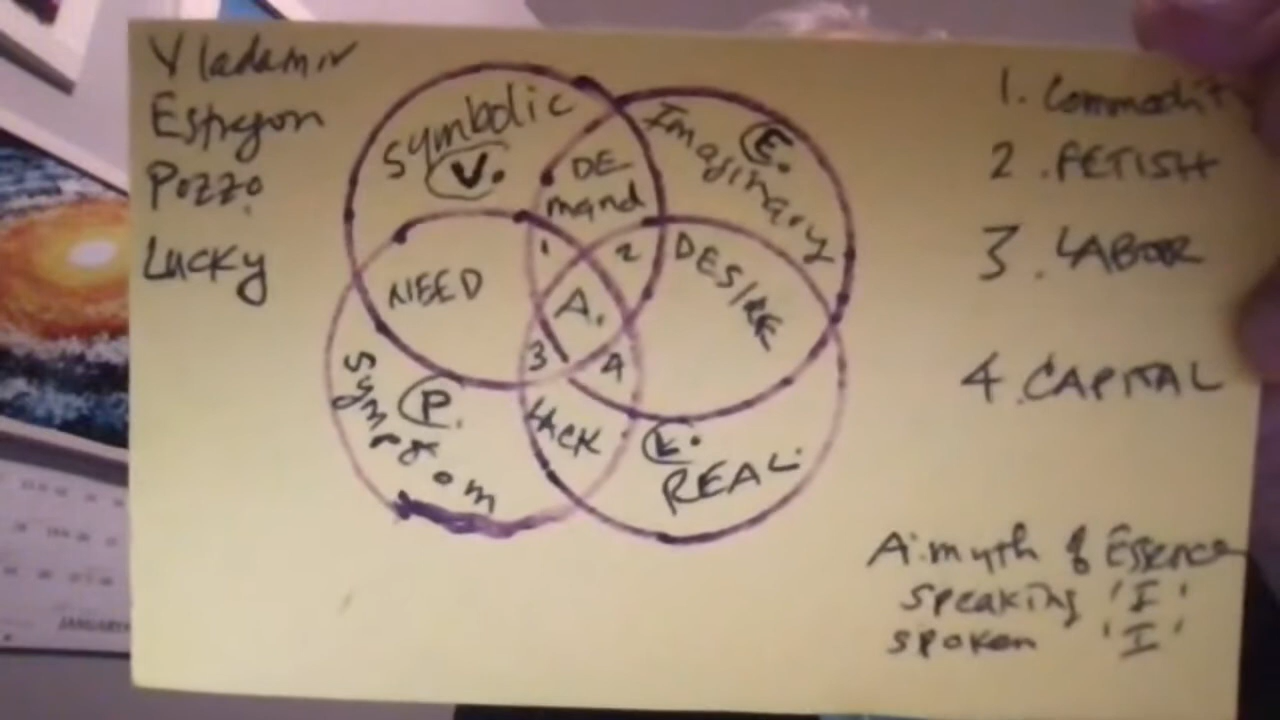 Vladamir
Estragon
Pozzo
Lucky
Symbolic
V.
Imaginary
E.
DE
mand
NEED
DESIRE
1
2
A.
3
4
Symptom
P.
LACK
L.
REAL
1. Commodity
2. FETISH
3. LABOR
4. CAPITAL
A: myth of Essence
speaking 'I'
spoken 'I'
JANUARY